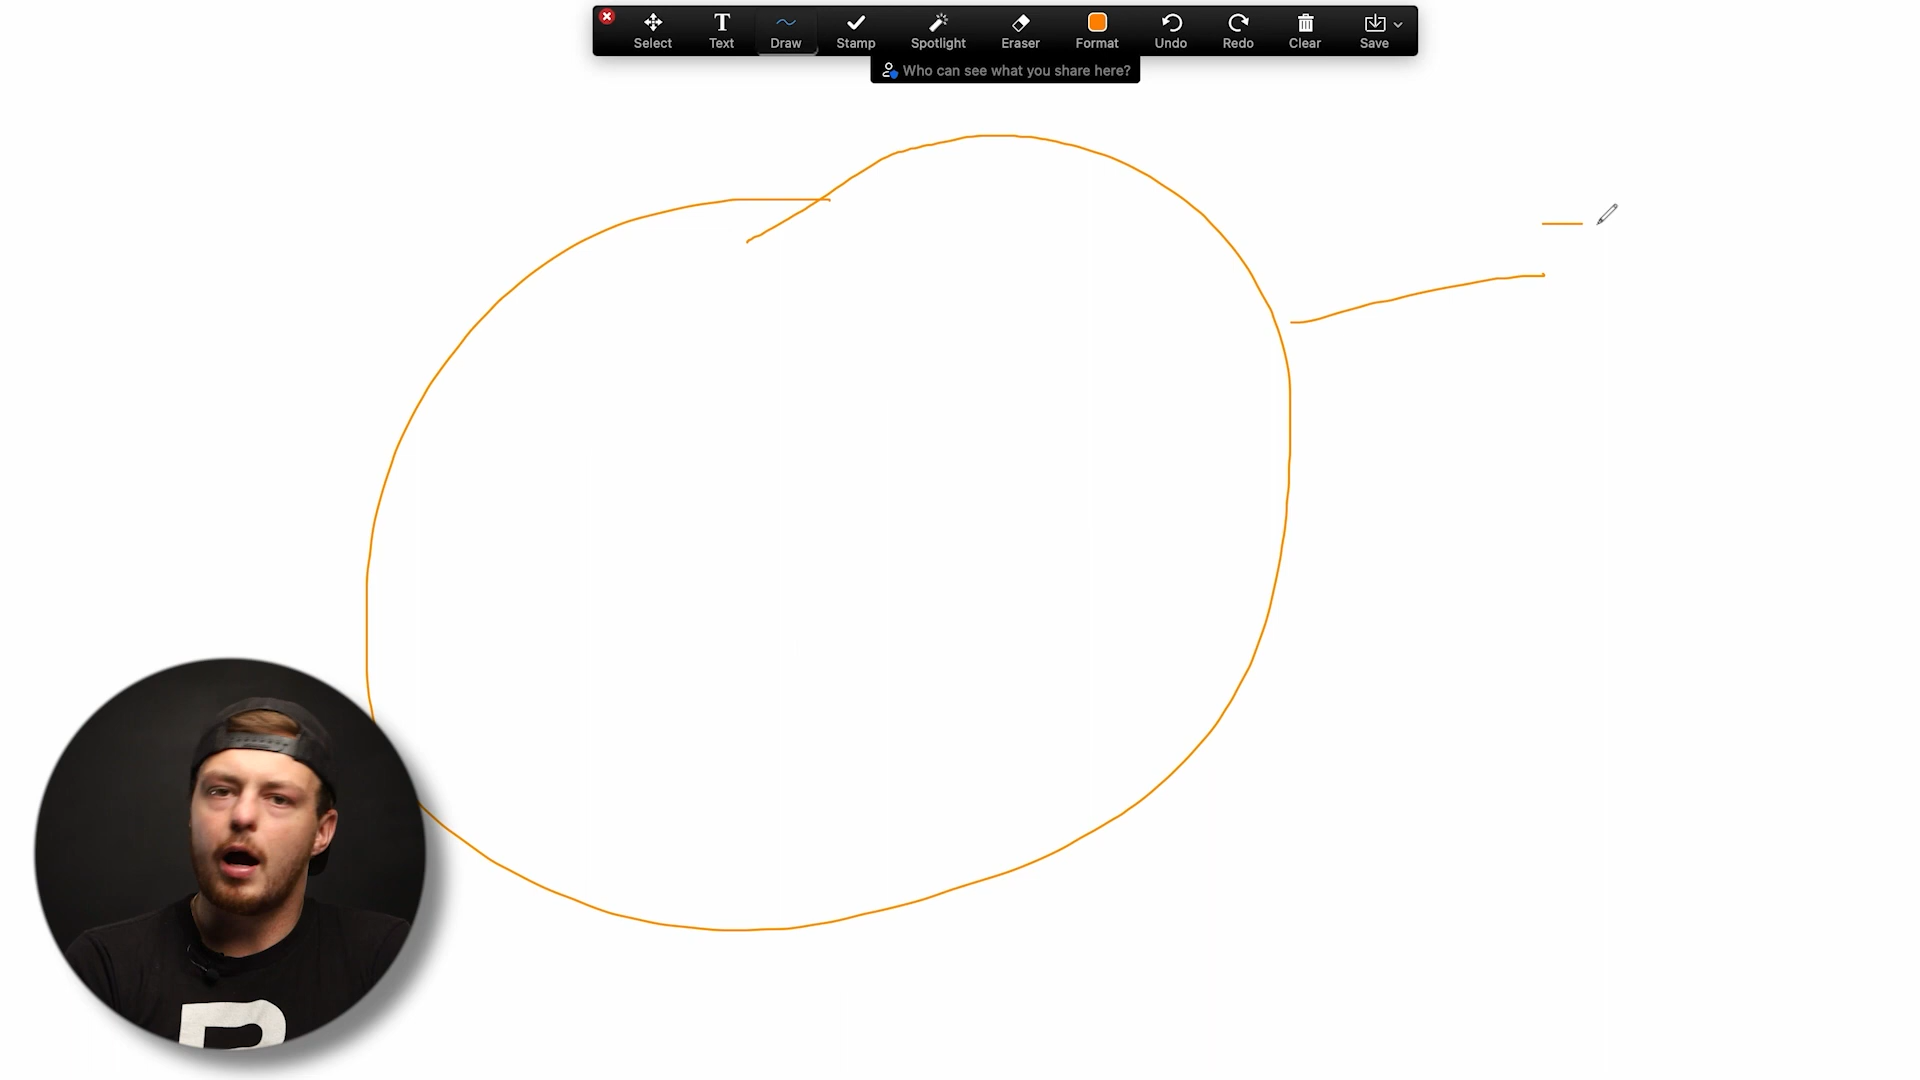 Select Text Draw Stamp Spotlight Eraser Format Undo Redo Clear Save
Who can see what you share here?